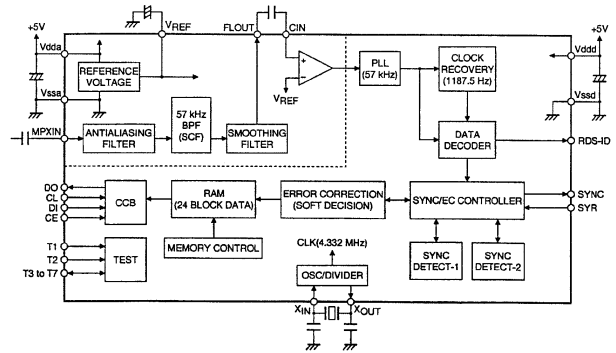 +5V
VREF
FLOUT
CIN
+5V
Vdda
REFERENCE
VOLTAGE
Vssa
+
-
VREF
PLL
(57 kHz)
CLOCK
RECOVERY
(1187.5 Hz)
Vddd
Vssd
MPXIN
ANTIALIASING
FILTER
57 kHz
BPF
(SCF)
SMOOTHING
FILTER
DATA
DECODER
RDS-ID
DO
CL
DI
CE
CCB
RAM
(24 BLOCK DATA)
ERROR CORRECTION
(SOFT DECISION)
SYNC/EC CONTROLLER
SYNC
SYR
T1
T2
T3 to T7
TEST
MEMORY CONTROL
CLK(4.332 MHz)
OSC/DIVIDER
SYNC
DETECT-1
SYNC
DETECT-2
XIN
XOUT